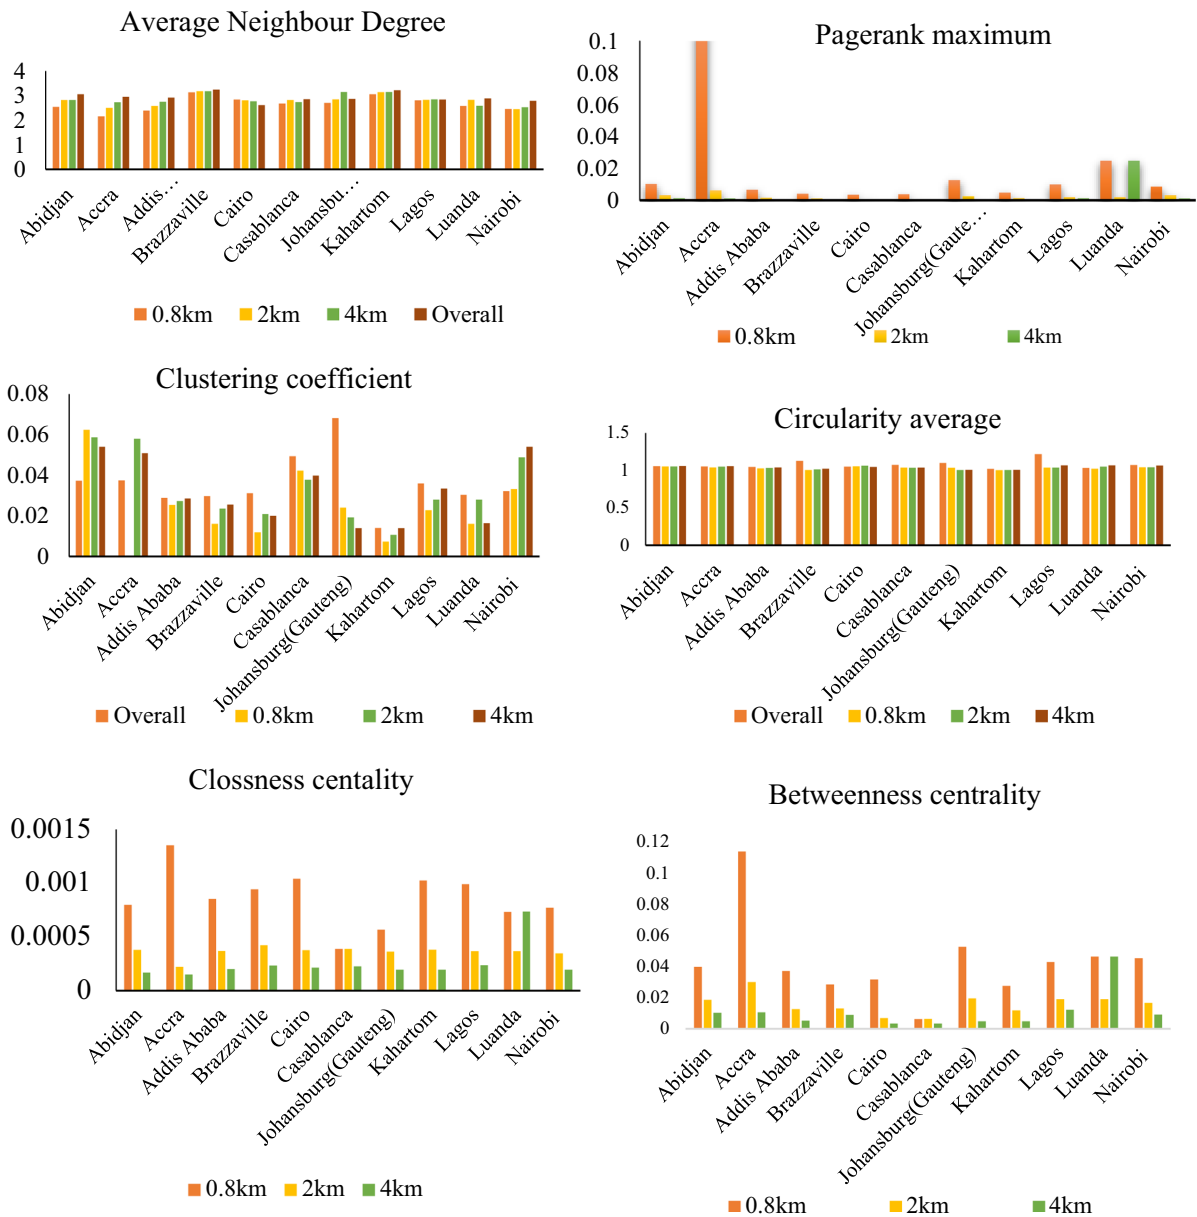 Average Neighbour Degree
4
3
2
1
0
Abidjan
Accra
Addis…
Brazzaville
Cairo
Casablanca
Johansbu…
Kahartom
Lagos
Luanda
Nairobi
0.8km 2km 4km Overall
Pagerank maximum
0.1
0.08
0.06
0.04
0.02
0
Abidjan
Accra
Addis Ababa
Brazzaville
Cairo
Casablanca
Johansburg(Gaute…
Kahartom
Lagos
Luanda
Nairobi
0.8km 2km 4km
Clustering coefficient
0.08
0.06
0.04
0.02
0
Abidjan
Accra
Addis Ababa
Brazzaville
Cairo
Casablanca
Johansburg(Gauteng)
Kahartom
Lagos
Luanda
Nairobi
Overall 0.8km 2km 4km
Circularity average
1.5
1
0.5
0
Abidjan
Accra
Addis Ababa
Brazzaville
Cairo
Casablanca
Johansburg(Gauteng)
Kahartom
Lagos
Luanda
Nairobi
Overall 0.8km 2km 4km
Clossness centality
0.0015
0.001
0.0005
0
Abidjan
Accra
Addis Ababa
Brazzaville
Cairo
Casablanca
Johansburg(Gauteng)
Kahartom
Lagos
Luanda
Nairobi
0.8km 2km 4km
Betweenness centrality
0.12
0.1
0.08
0.06
0.04
0.02
0
Abidjan
Accra
Addis Ababa
Brazzaville
Cairo
Casablanca
Johansburg(Gauteng)
Kahartom
Lagos
Luanda
Nairobi
0.8km 2km 4km